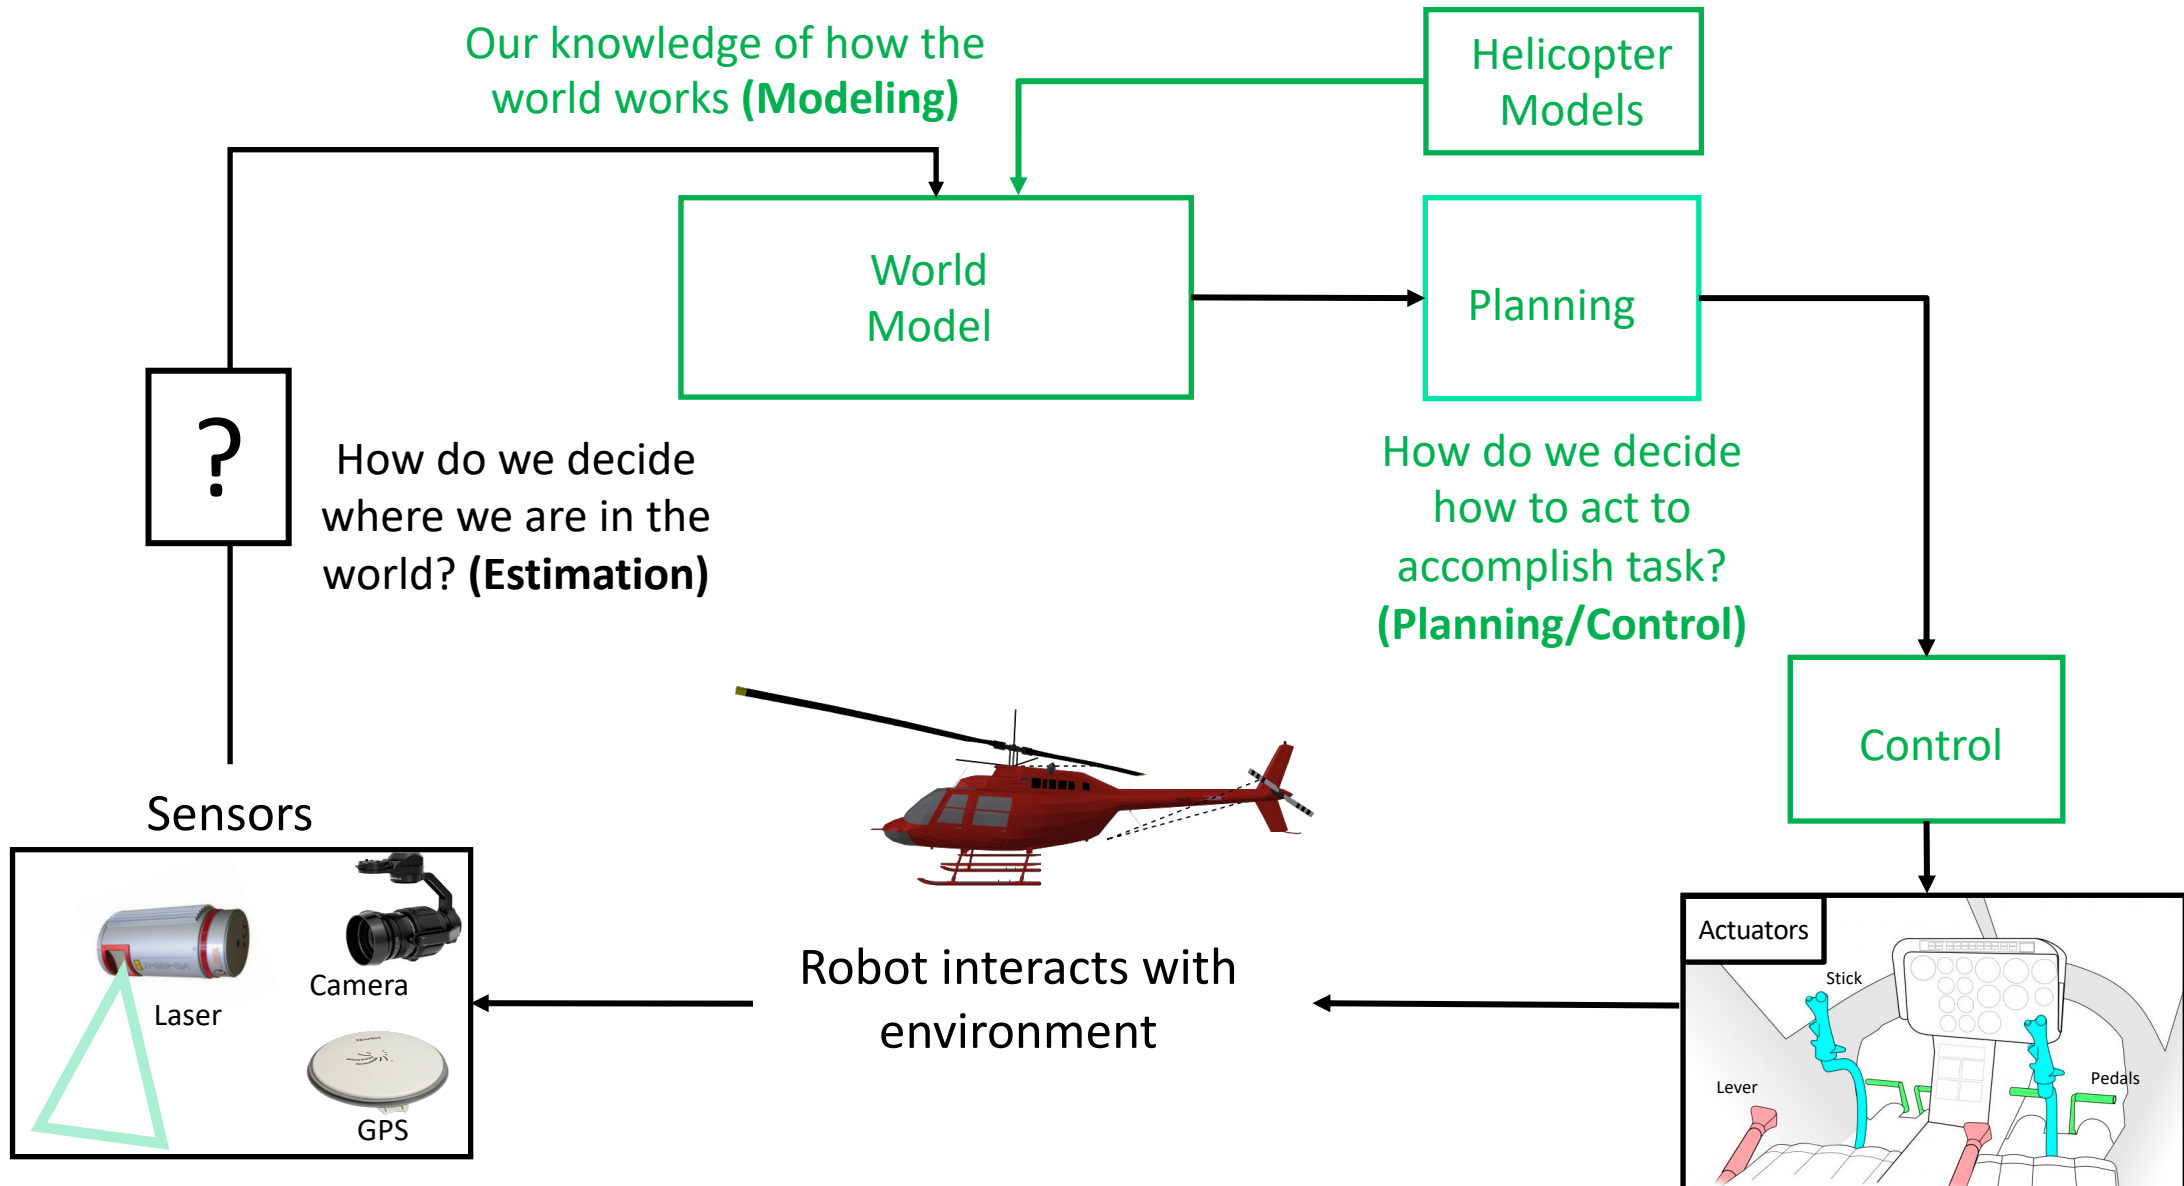 Our knowledge of how the
world works (Modeling)
Helicopter
Models
World
Model
Planning
?
How do we decide
where we are in the
world? (Estimation)
How do we decide
how to act to
accomplish task?
(Planning/Control)
Control
Sensors
Camera
Laser
GPS
Robot interacts with
environment
Actuators
Stick
Lever
Pedals